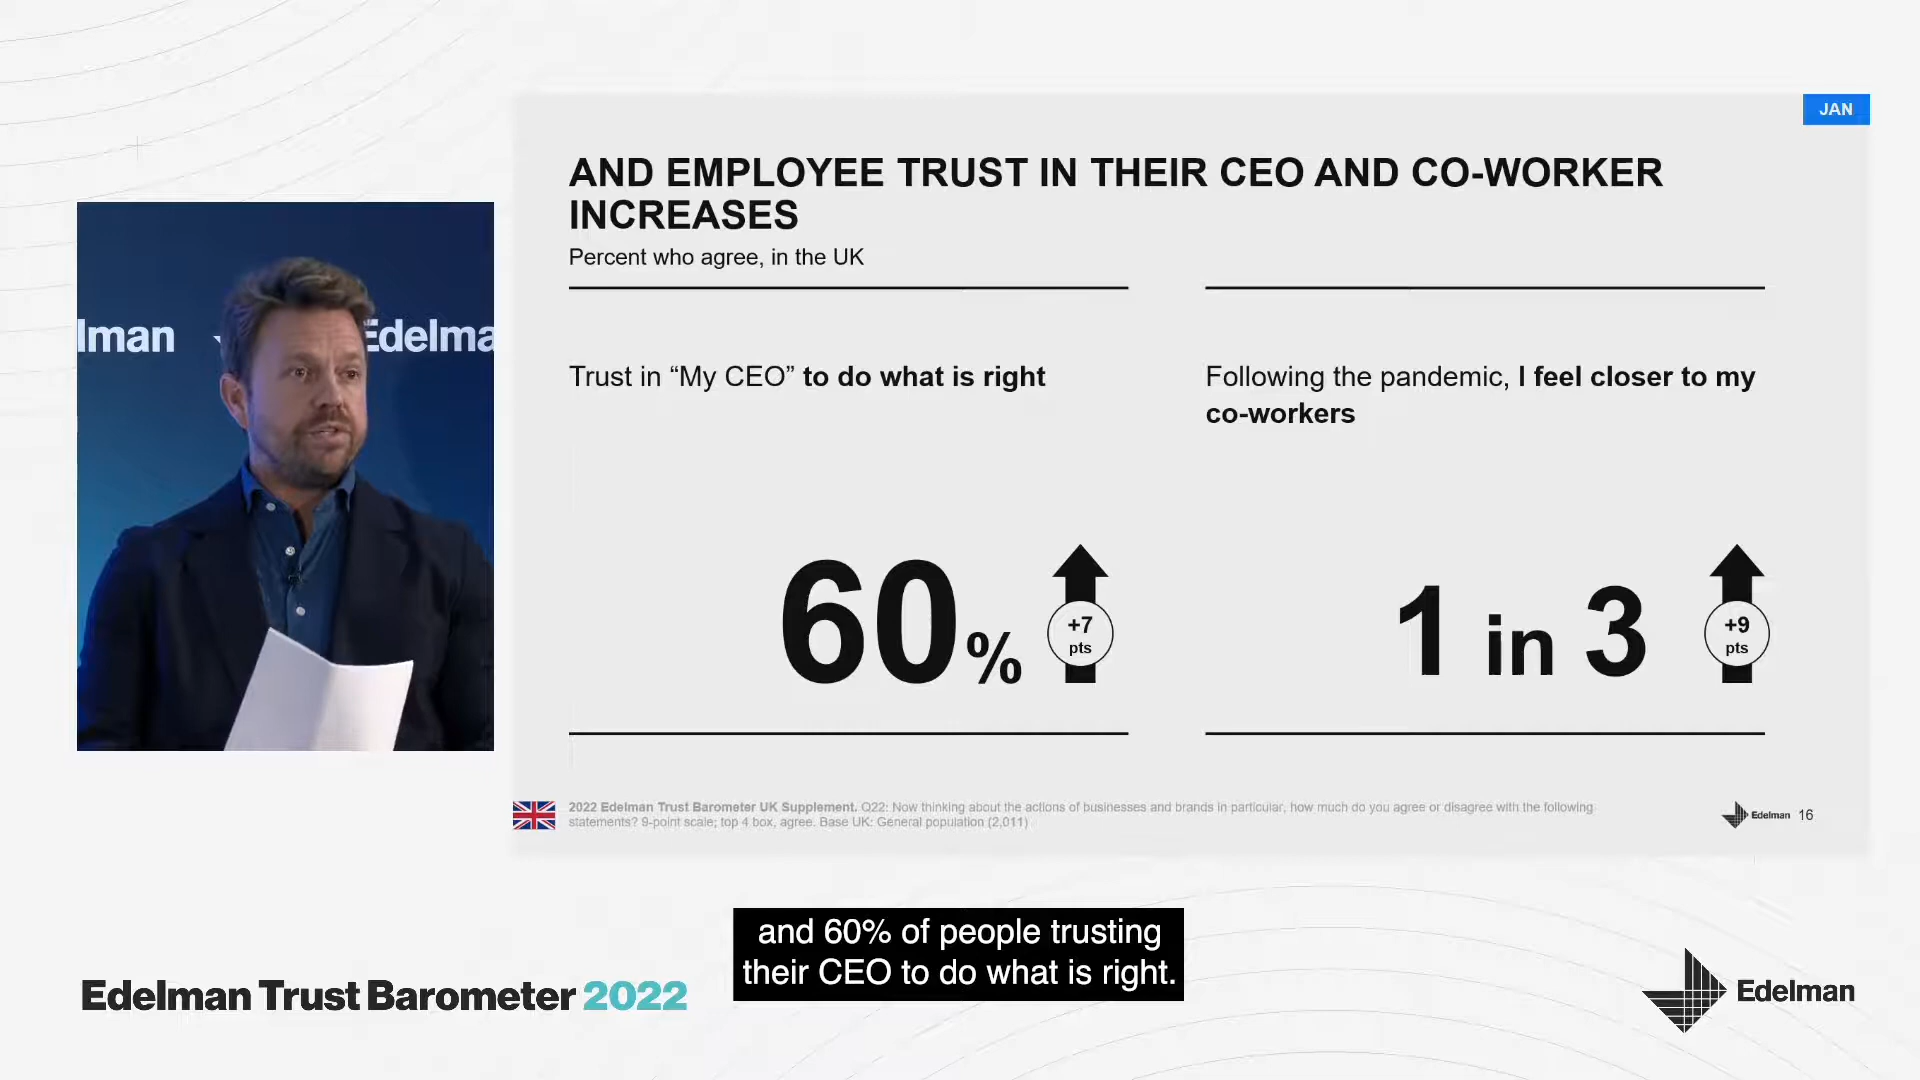 JAN
AND EMPLOYEE TRUST IN THEIR CEO AND CO-WORKER
INCREASES
Percent who agree, in the UK
lman
Edelma
Trust in “My CEO” to do what is right
60%
+7
pts
Following the pandemic, I feel closer to my
co-workers
1 in 3
+9
pts
2022 Edelman Trust Barometer UK Supplement. Q22: Now thinking about the actions of businesses and brands in particular, how much do you agree or disagree with the following
statements? 9-point scale; top 4 box, agree. Base UK: General population (2,011)
Edelman 16
and 60% of people trusting
their CEO to do what is right.
Edelman Trust Barometer 2022
Edelman